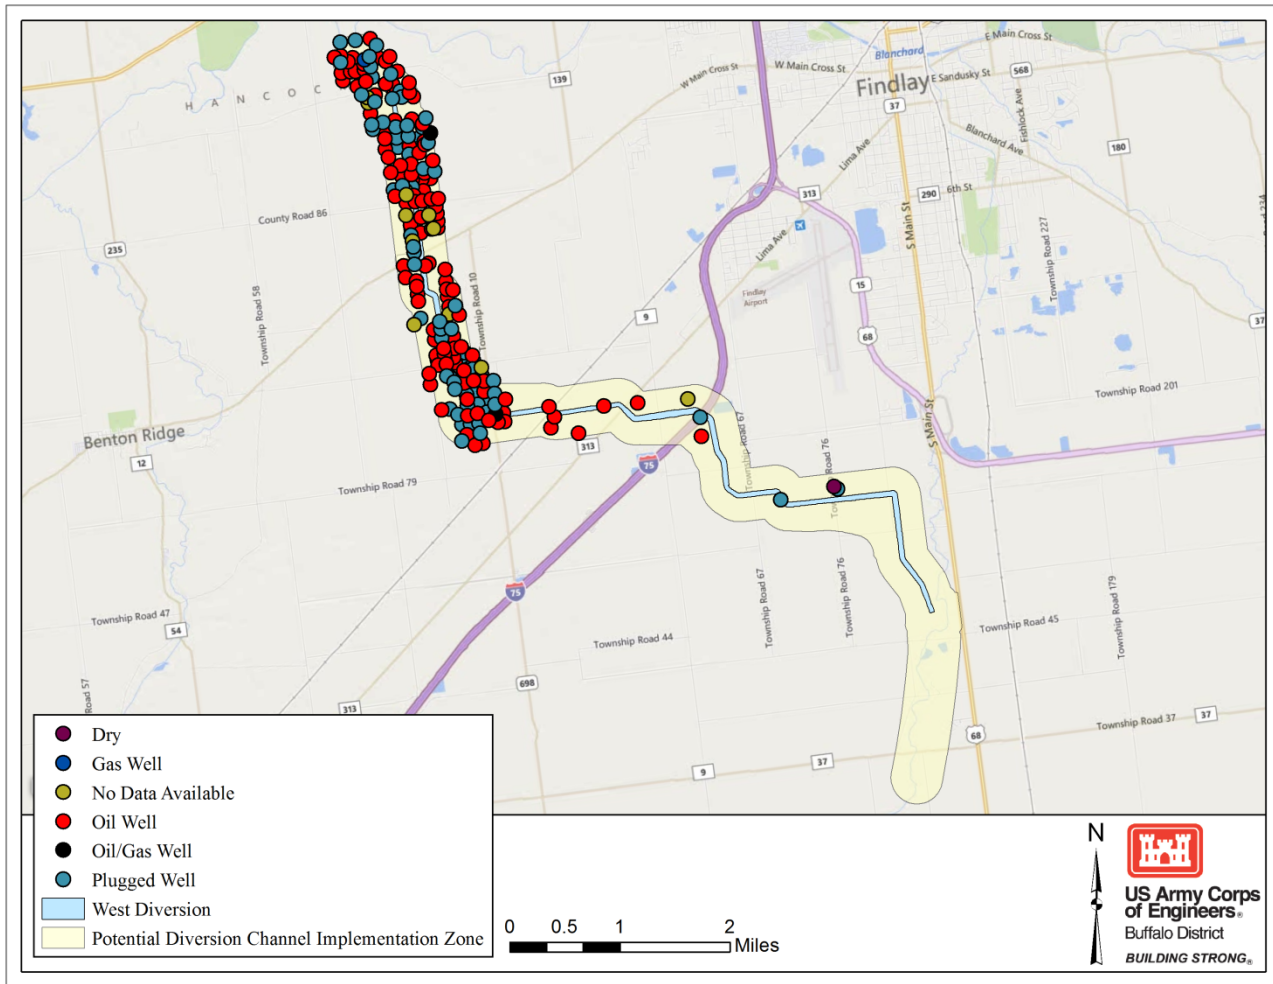 E Main Cross St
Blanchard
W Main Cross St
W Main Cross St
568
E Sandusky St
Findlay
139
HANCOC
37
Fishlock Ave
Blanchard Ave
180
Lima Ave
313
290
6th St
County Road 86
S Main St
Township Road 227
235
Lima Ave
15
Findlay
Airport
Township Road 58
Township Road 10
9
37
68
Township Road 201
Benton Ridge
S Main St
Township Road 67
313
12
75
Road 76
Township Road 79
75
Township Road 67
Township Road 76
Township Road 179
Township Road 47
54
Township Road 44
Township Road 45
Road 57
698
313
37
Township Road 37
68
37
9
Dry
Gas Well
No Data Available
Oil Well
Oil/Gas Well
Plugged Well
West Diversion
Potential Diversion Channel Implementation Zone
0 0.5 1 2
Miles
N
US Army Corps
of Engineers®
Buffalo District
BUILDING STRONG®